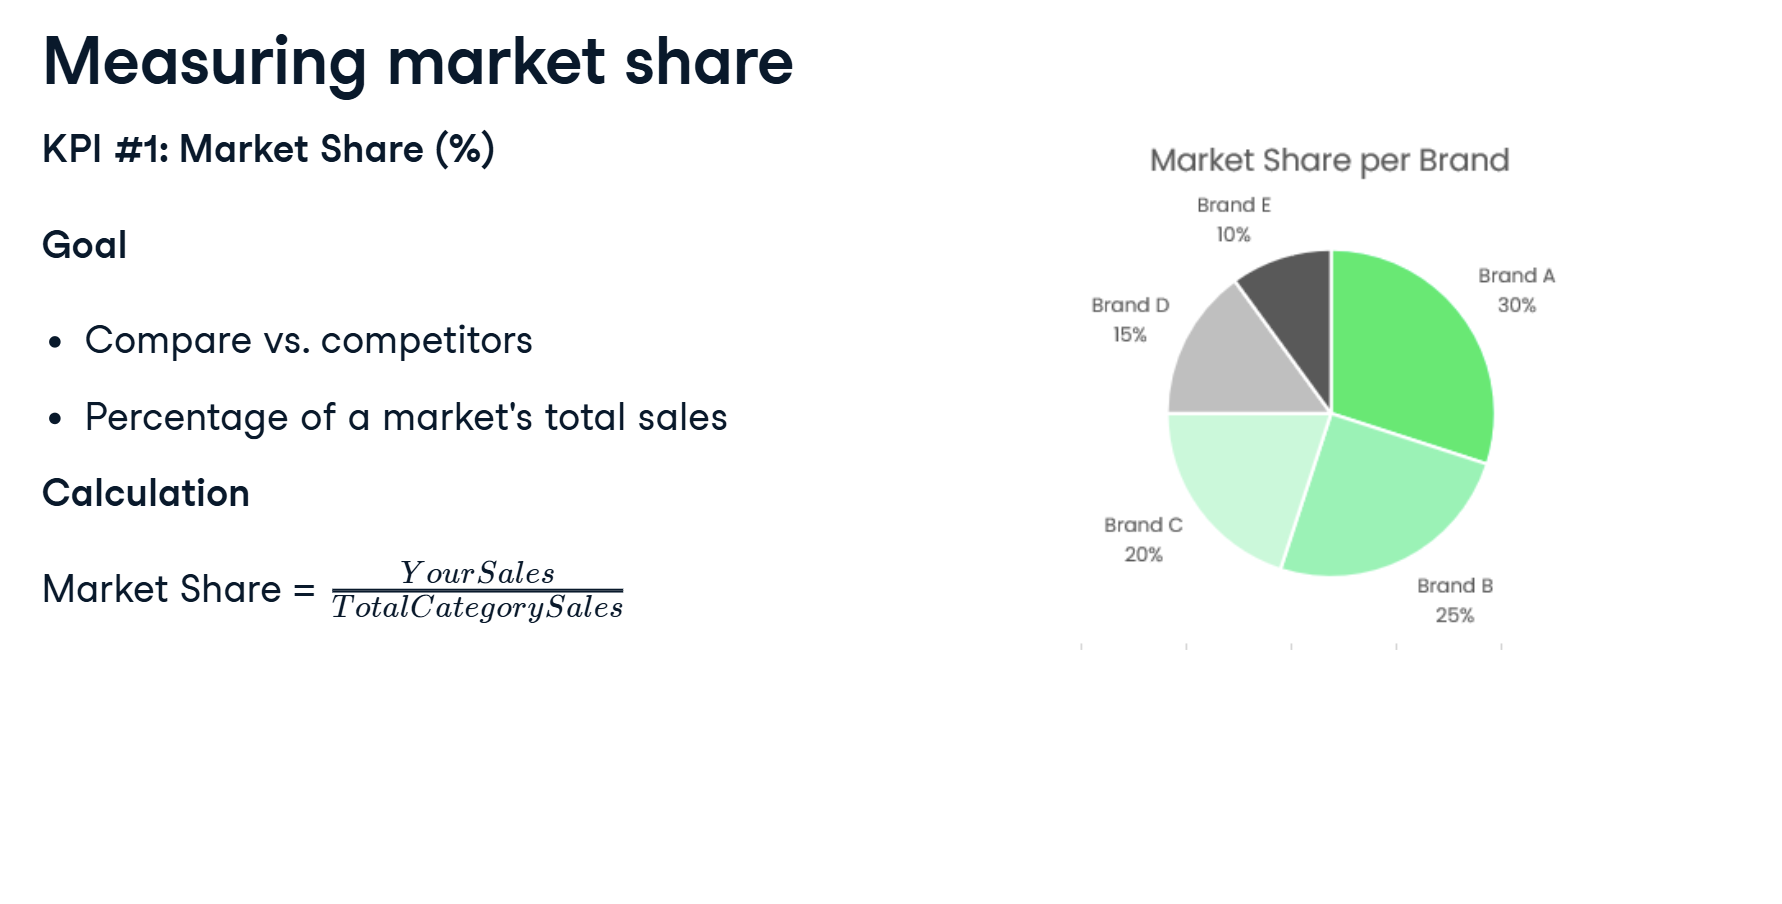 Measuring market share
KPI #1: Market Share (%)
Goal
• Compare vs. competitors
• Percentage of a market's total sales
Calculation
Market Share = YourSales / TotalCategorySales
Market Share per Brand
Brand E
10%
Brand A
30%
Brand D
15%
Brand C
20%
Brand B
25%